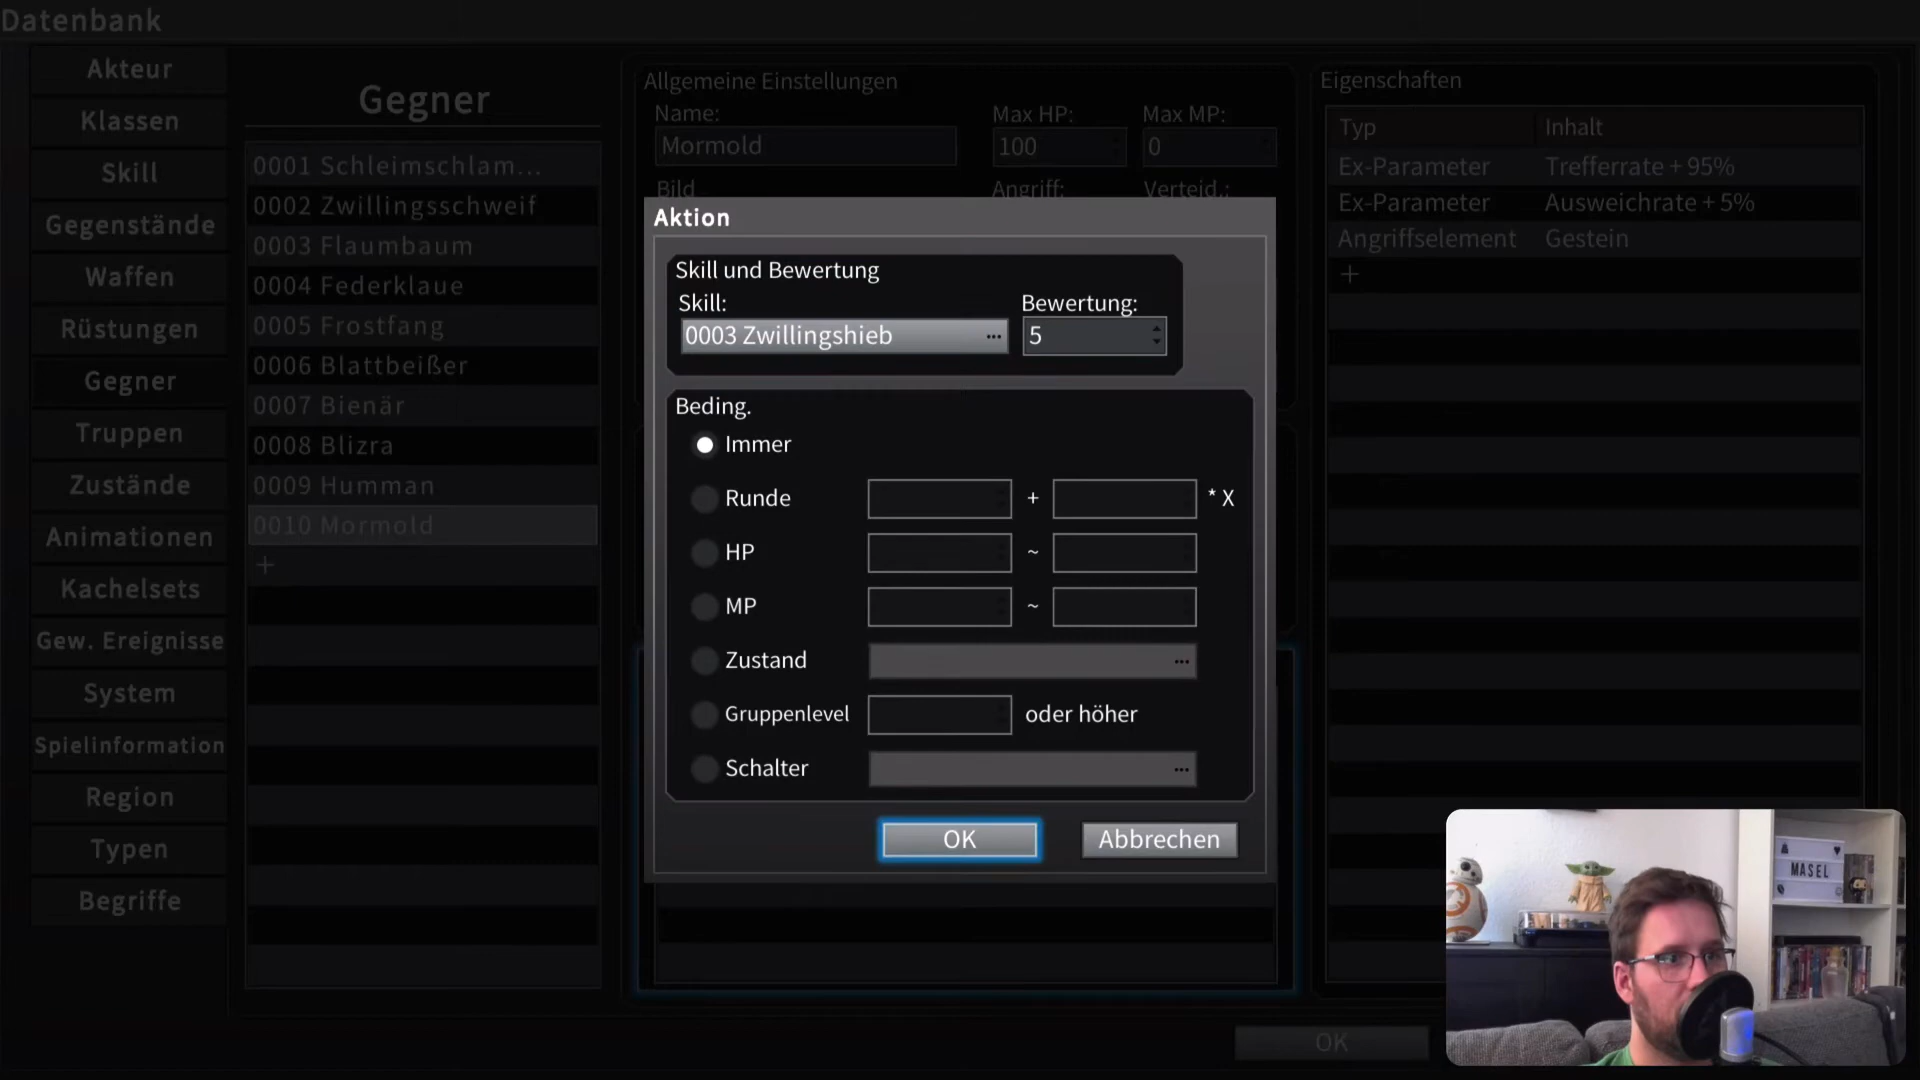 Datenbank
Akteur
Klassen
Skill
Gegenstände
Waffen
Rüstungen
Gegner
Truppen
Zustände
Animationen
Kachelsets
Gew. Ereignisse
System
Spielinformation
Region
Typen
Begriffe
Gegner
0001 Schleimschlam...
0002 Zwillingsschweif
0003 Flaumbaum
0004 Federklaue
0005 Frostfang
0006 Blattbeißer
0007 Bienär
0008 Blizra
0009 Humman
0010 Mormold
+
Allgemeine Einstellungen
Name: Max HP: Max MP:
Mormold 100 0
Bild Angriff: Verteid.:
Aktion
Skill und Bewertung
Skill: Bewertung:
0003 Zwillingshieb ... 5
Beding.
Immer
Runde + * X
HP ~
MP ~
Zustand ...
Gruppenlevel oder höher
Schalter ...
OK Abbrechen
Eigenschaften
Typ Inhalt
Ex-Parameter Trefferrate + 95%
Ex-Parameter Ausweichrate + 5%
Angriffselement Gestein
+
OK
MASEL